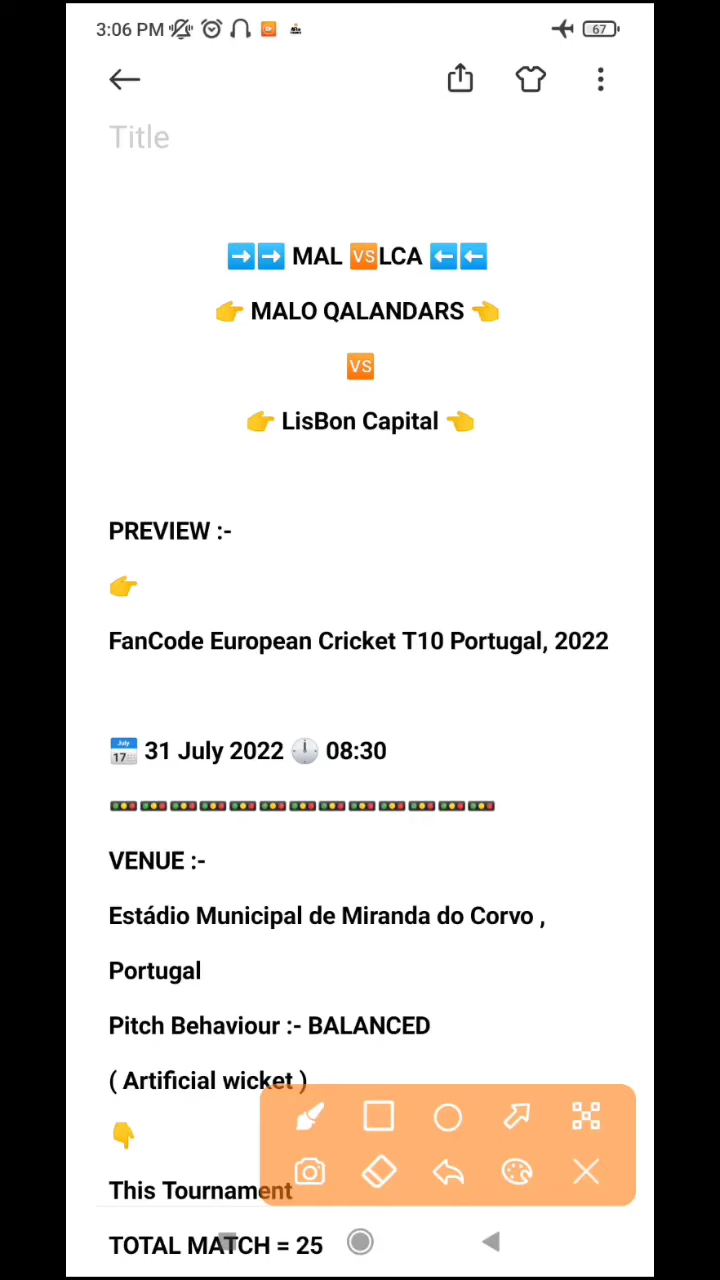 3:06 PM
67
Title
➡️➡️ MAL 🆚LCA ⬅️⬅️
👉 MALO QALANDARS 👈
🆚
👉 LisBon Capital 👈
PREVIEW :-
👉
FanCode European Cricket T10 Portugal, 2022
📅 31 July 2022 🕛 08:30
🚥🚥🚥🚥🚥🚥🚥🚥🚥🚥🚥🚥🚥
VENUE :-
Estádio Municipal de Miranda do Corvo ,
Portugal
Pitch Behaviour :- BALANCED
( Artificial wicket )
👇
This Tournament
TOTAL MATCH = 25